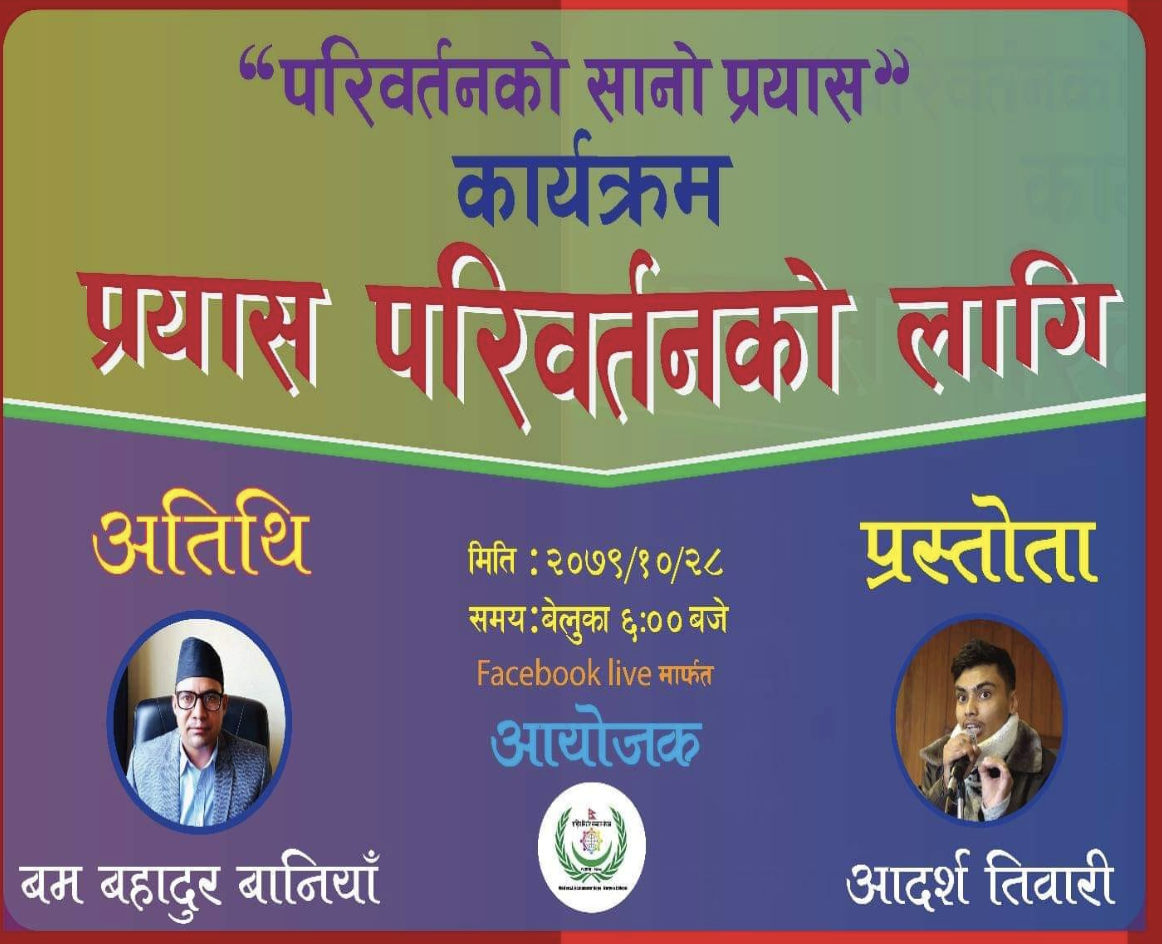 “परिवर्तनको सानो प्रयास”
कार्यक्रम
प्रयास परिवर्तनको लागि
अतिथि
मिति : २०७९/१०/२८
समय:बेलुका ६:०० बजे
Facebook live मार्फत
आयोजक
प्रस्तोता
बम बहादुर बानियाँ
आदर्श तिवारी